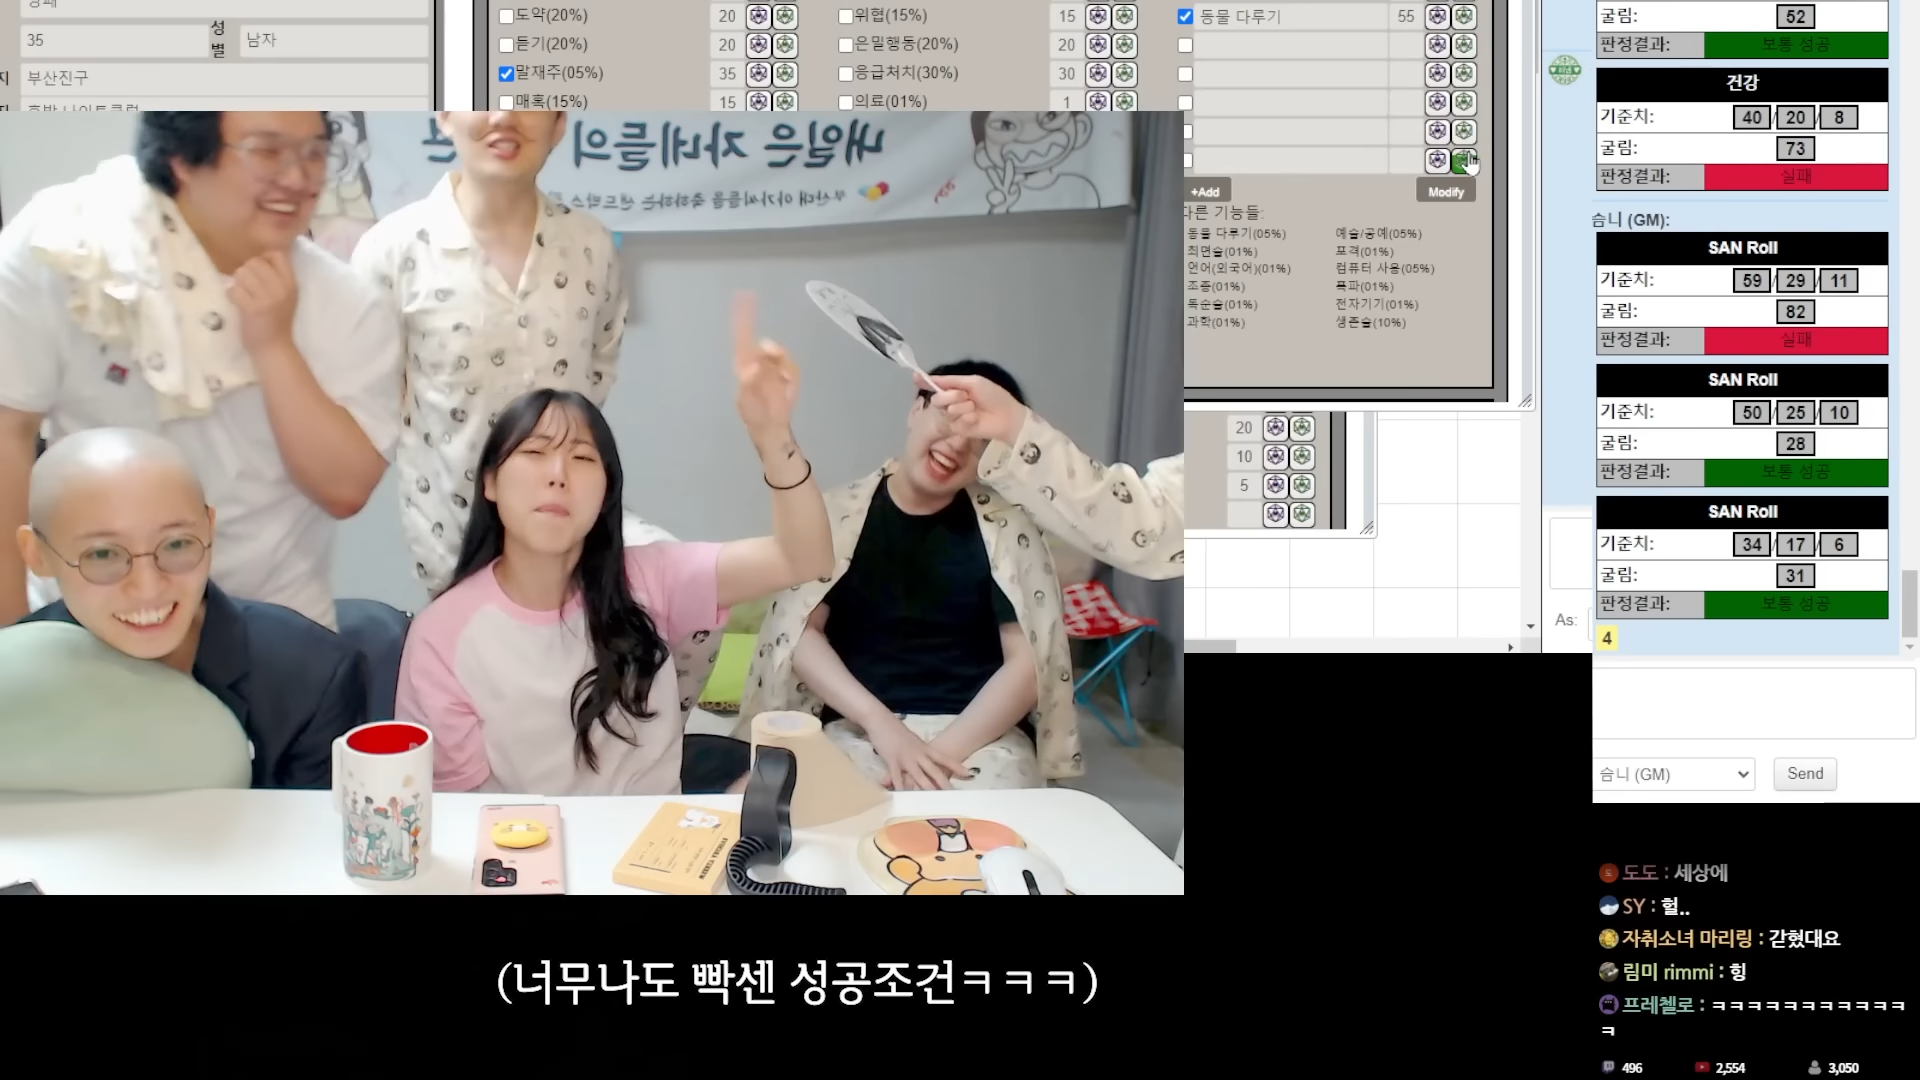 35
성별
남자
부산진구
도약(20%)
20
위협(15%)
15
동물 다루기
55
듣기(20%)
20
은밀행동(20%)
20
말재주(05%)
35
응급처치(30%)
30
매혹(15%)
15
의료(01%)
1
내일은 자네들의
+Add
Modify
다른 기능들:
동물 다루기(05%)
예술/공예(05%)
최면술(01%)
포격(01%)
언어(외국어)(01%)
컴퓨터 사용(05%)
조종(01%)
폭파(01%)
독순술(01%)
전자기기(01%)
과학(01%)
생존술(10%)
20
10
5
굴림:
52
판정결과:
보통 성공
건강
기준치:
40 / 20 / 8
굴림:
73
판정결과:
실패
슴니 (GM):
SAN Roll
기준치:
59 / 29 / 11
굴림:
82
판정결과:
실패
SAN Roll
기준치:
50 / 25 / 10
굴림:
28
판정결과:
보통 성공
SAN Roll
기준치:
34 / 17 / 6
굴림:
31
판정결과:
보통 성공
4
As:
슴니 (GM)
Send
도도 : 세상에
SY : 헐..
자취소녀 마리링 : 갇혔대요
림미 rimmi : 힝
프레첼로 : ㅋㅋㅋㅋㅋㅋㅋㅋㅋㅋㅋ
ㅋ
496
2,554
3,050
(너무나도 빡센 성공조건ㅋㅋㅋ)